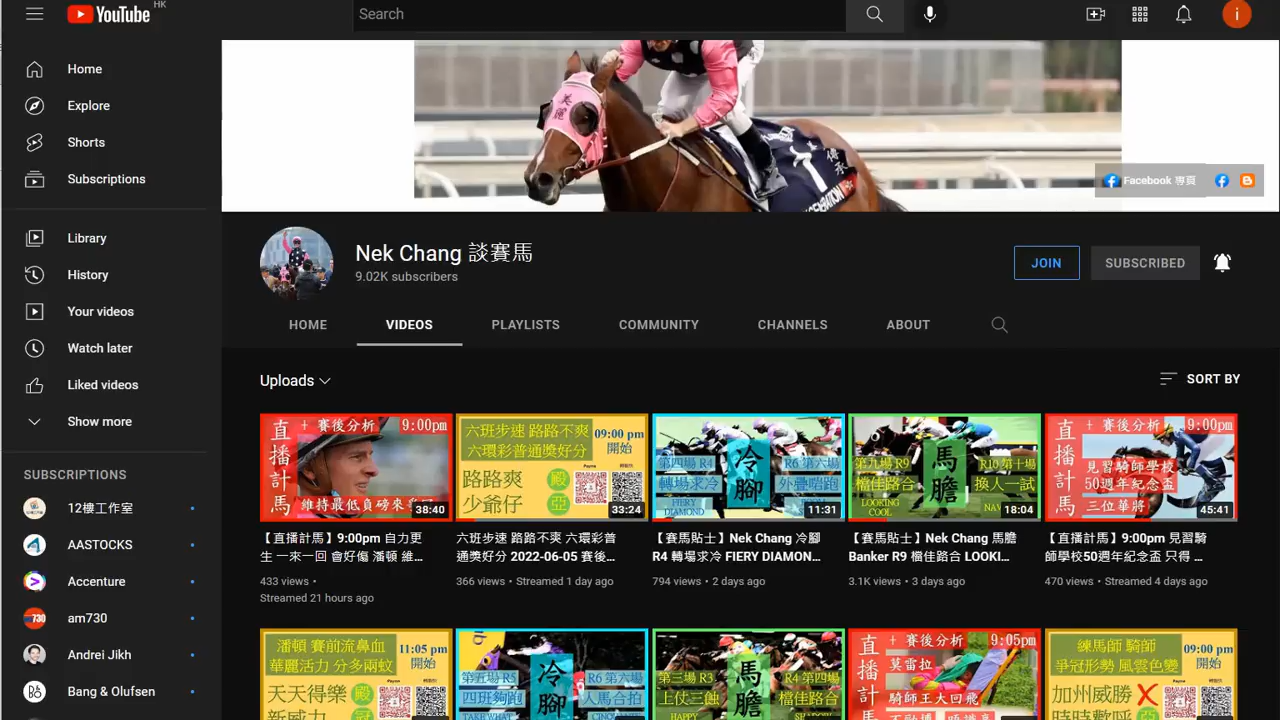 YouTube HK
Search
i
Home
Explore
Shorts
Subscriptions
Library
History
Your videos
Watch later
Liked videos
Show more
SUBSCRIPTIONS
12樓工作室
AASTOCKS
Accenture
730
am730
Andrei Jikh
Bang & Olufsen
美麗
1
傳承
Facebook 專頁
Nek Chang 談賽馬
9.02K subscribers
JOIN
SUBSCRIBED
HOME
VIDEOS
PLAYLISTS
COMMUNITY
CHANNELS
ABOUT
Uploads
SORT BY
直播計馬
+ 賽後分析 9:00pm
38:40
【直播計馬】9:00pm 自力更
生 一來一回 會好傷 潘頓 維...
433 views •
Streamed 21 hours ago
六班步速 路路不爽
六環彩普通獎好分
09:00 pm
開始
路路爽
少爺仔
殿
亞
33:24
六班步速 路路不爽 六環彩普
通獎好分 2022-06-05 賽後...
366 views • Streamed 1 day ago
冷腳
第四場 R4
轉場求冷
FIERY
DIAMOND
R6 第六場
外疊啱跑
11:31
【賽馬貼士】Nek Chang 冷腳
R4 轉場求冷 FIERY DIAMON...
794 views • 2 days ago
馬膽
第九場 R9
檔佳路合
LOOKING
COOL
R10 第十場
換人一試
18:04
【賽馬貼士】Nek Chang 馬膽
Banker R9 檔佳踏合 LOOKI...
3.1K views • 3 days ago
直播計馬
+ 賽後分析 9:00pm
見習騎師學校
50週年紀念盃
三位華將
45:41
【直播計馬】9:00pm 見習騎
師學校50週年紀念盃 只得 ...
470 views • Streamed 4 days ago
潘頓 賽前流鼻血
華麗活力 分多兩蚊
11:05 pm
開始
天天得樂
冷腳
第五場 R5
四班夠跑
R6 第六場
人馬合拍
馬膽
第三場 R3
上仗三蝕
HAPPY
R4 第四場
檔佳路合
直播計馬
+ 賽後分析 9:05pm
莫雷拉
騎師王大回飛
練馬師 騎師
爭冠形勢 風雲色變
09:00 pm
開始
加州威勝